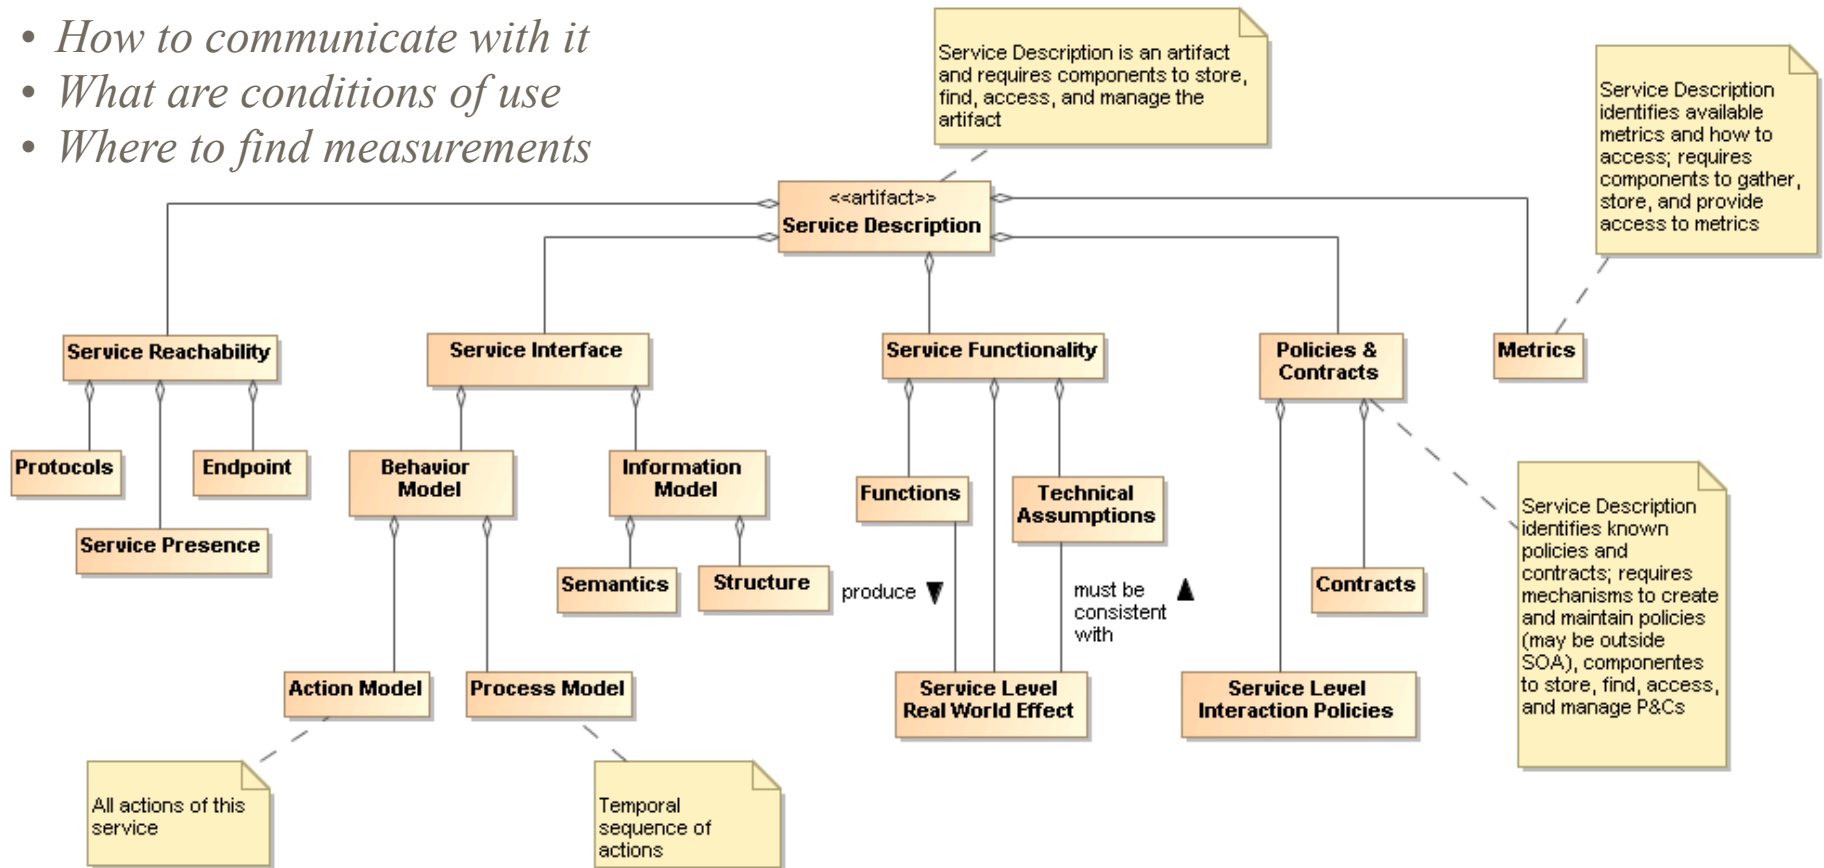 • How to communicate with it
• What are conditions of use
• Where to find measurements
Service Description is an artifact
and requires components to store,
find, access, and manage the
artifact
Service Description
identifies available
metrics and how to
access; requires
components to gather,
store, and provide
access to metrics
<<artifact>>
Service Description
Service Reachability
Service Interface
Service Functionality
Policies &
Contracts
Metrics
Protocols
Endpoint
Service Presence
Behavior
Model
Information
Model
Functions
Technical
Assumptions
Semantics
Structure
produce ▼
must be ▲
consistent
with
Contracts
Service Description
identifies known
policies and
contracts; requires
mechanisms to create
and maintain policies
(may be outside
SOA), componentes
to store, find, access,
and manage P&Cs
Action Model
Process Model
Service Level
Real World Effect
Service Level
Interaction Policies
All actions of this
service
Temporal
sequence of
actions